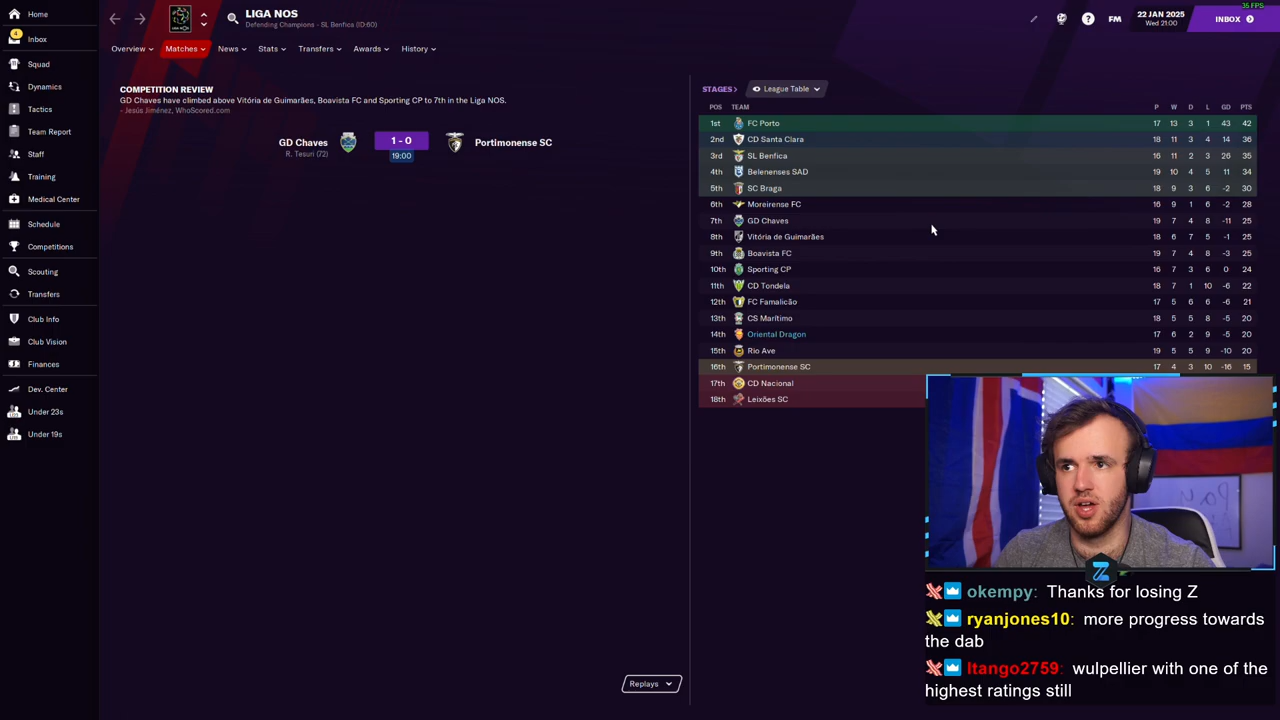 36 FPS
LIGA NOS
Defending Champions - SL Benfica (ID:60)
FM
22 JAN 2025
Wed 21:00
INBOX
Home
4
Inbox
Squad
Dynamics
Tactics
Team Report
Staff
Training
Medical Center
Schedule
Competitions
Scouting
Transfers
Club Info
Club Vision
Finances
Dev. Center
Under 23s
Under 19s
Overview
Matches
News
Stats
Transfers
Awards
History
COMPETITION REVIEW
GD Chaves have climbed above Vitória de Guimarães, Boavista FC and Sporting CP to 7th in the Liga NOS.
- Jesús Jiménez, WhoScored.com
GD Chaves 1 - 0 Portimonense SC
R. Tesuri (72) 19:00
Replays
STAGES> League Table
POS TEAM P W D L GD PTS
1st FC Porto 17 13 3 1 43 42
2nd CD Santa Clara 18 11 3 4 14 36
3rd SL Benfica 16 11 2 3 26 35
4th Belenenses SAD 19 10 4 5 11 34
5th SC Braga 18 9 3 6 -2 30
6th Moreirense FC 16 9 1 6 -2 28
7th GD Chaves 19 7 4 8 -11 25
8th Vitória de Guimarães 18 6 7 5 -1 25
9th Boavista FC 19 7 4 8 -3 25
10th Sporting CP 16 7 3 6 0 24
11th CD Tondela 18 7 1 10 -6 22
12th FC Famalicão 17 5 6 6 -6 21
13th CS Marítimo 18 5 5 8 -5 20
14th Oriental Dragon 17 6 2 9 -5 20
15th Rio Ave 19 5 5 9 -10 20
16th Portimonense SC 17 4 3 10 -16 15
17th CD Nacional
18th Leixões SC
okempy: Thanks for losing Z
ryanjones10: more progress towards
the dab
ltango2759: wulpellier with one of the
highest ratings still